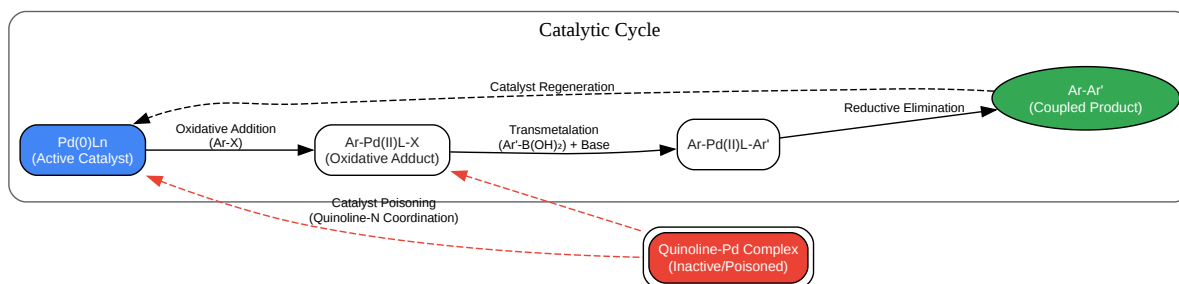 Catalytic Cycle
Catalyst Regeneration
Ar-Ar'
(Coupled Product)
Reductive Elimination
Oxidative Addition
(Ar-X)
Transmetalation
(Ar'-B(OH)₂) + Base
Pd(0)Ln
(Active Catalyst)
Ar-Pd(II)L-X
(Oxidative Adduct)
Ar-Pd(II)L-Ar'
Catalyst Poisoning
(Quinoline-N Coordination)
Quinoline-Pd Complex
(Inactive/Poisoned)